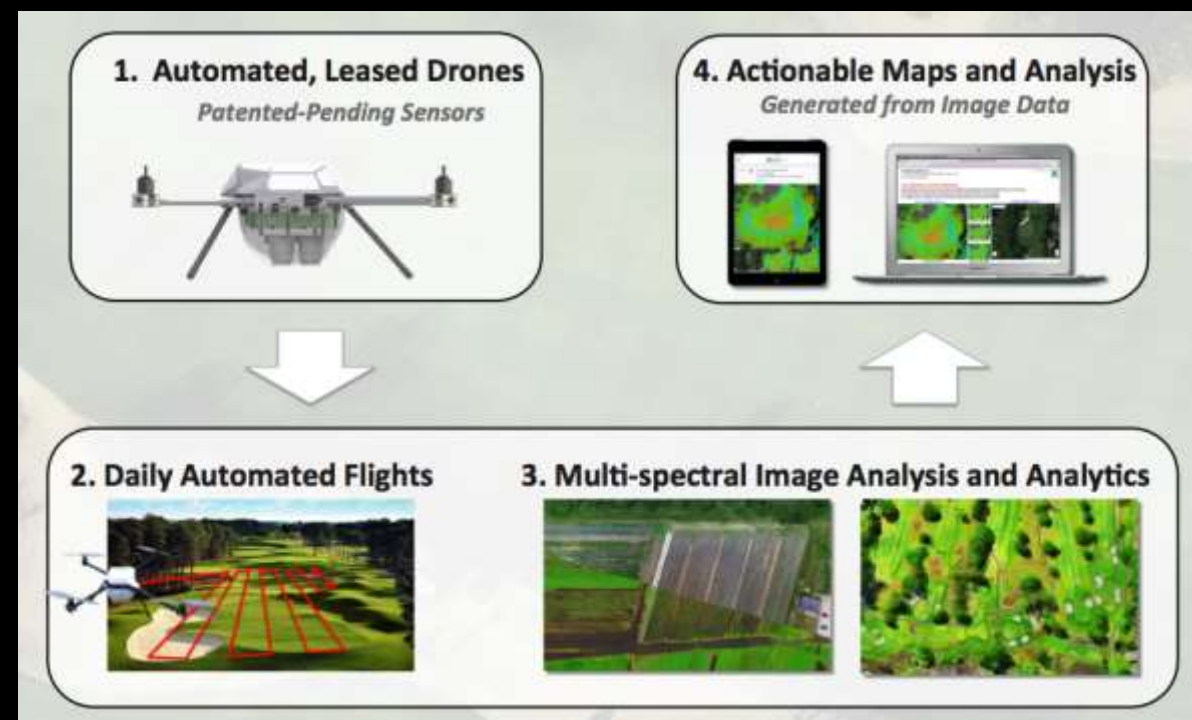 1. Automated, Leased Drones
Patented-Pending Sensors
2. Daily Automated Flights
3. Multi-spectral Image Analysis and Analytics
4. Actionable Maps and Analysis
Generated from Image Data